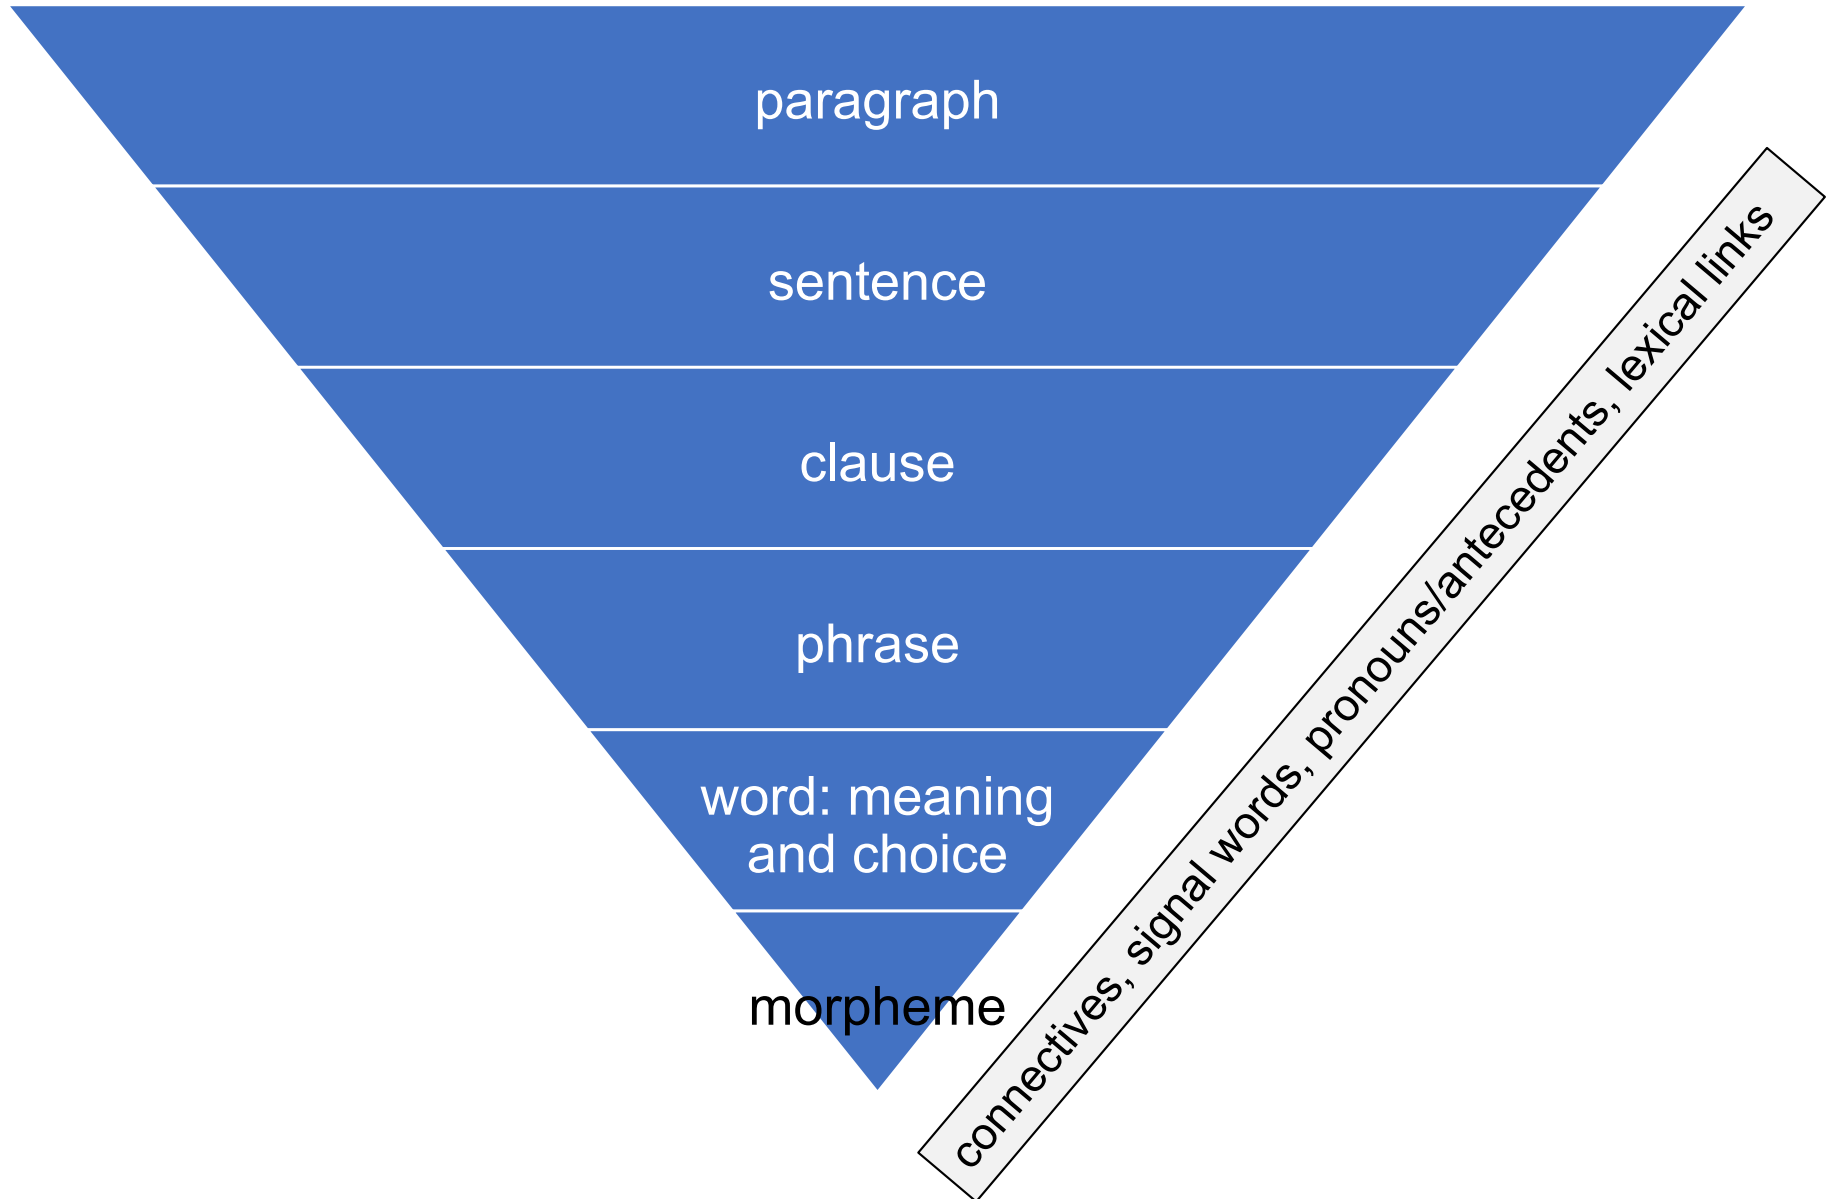 paragraph
sentence
clause
phrase
word: meaning
and choice
morpheme
connectives, signal words, pronouns/antecedents, lexical links